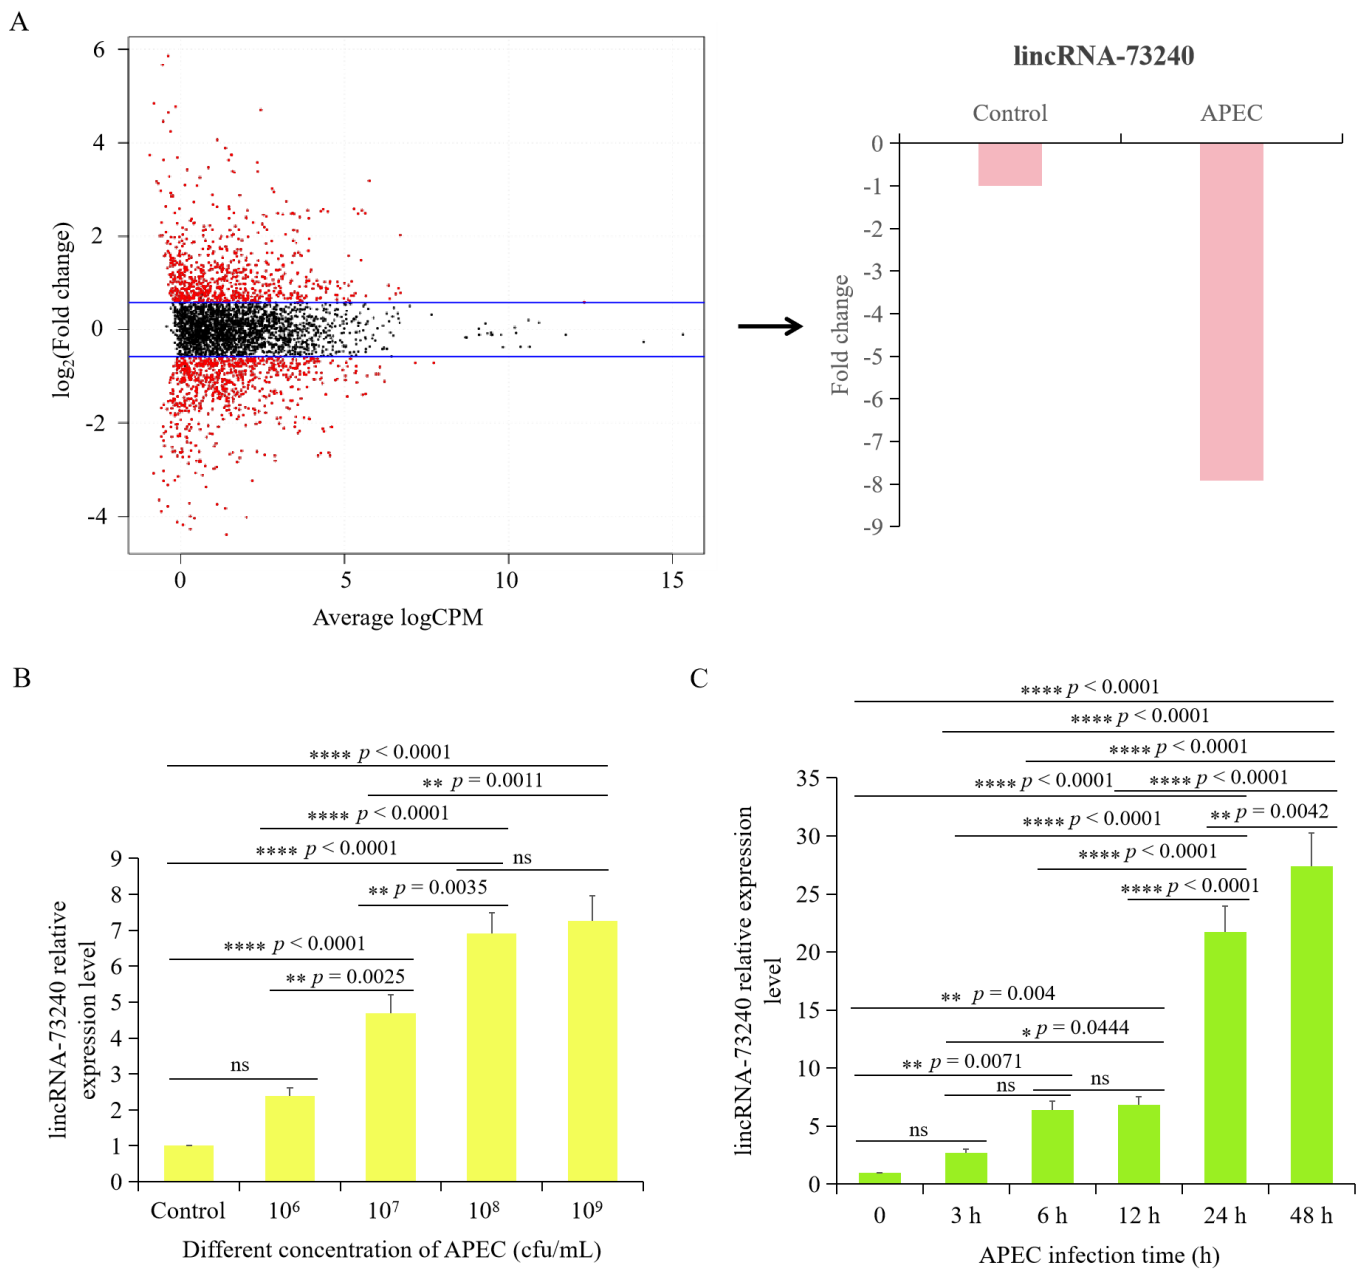 A
6
4
2
0
-2
-4
log2(Fold change)
0
5
10
15
Average logCPM
lincRNA-73240
Control
APEC
0
-1
-2
-3
-4
-5
-6
-7
-8
-9
Fold change
B
**** p < 0.0001
** p = 0.0011
**** p < 0.0001
**** p < 0.0001
ns
** p = 0.0035
**** p < 0.0001
** p = 0.0025
ns
9
8
7
6
5
4
3
2
1
0
lincRNA-73240 relative
expression level
Control
10⁶
10⁷
10⁸
10⁹
Different concentration of APEC (cfu/mL)
C
**** p < 0.0001
**** p < 0.0001
**** p < 0.0001
**** p < 0.0001
**** p < 0.0001
** p = 0.0042
**** p < 0.0001
**** p < 0.0001
**** p < 0.0001
** p = 0.004
* p = 0.0444
** p = 0.0071
ns
ns
ns
35
30
25
20
15
10
5
0
lincRNA-73240 relative expression
level
0
3 h
6 h
12 h
24 h
48 h
APEC infection time (h)